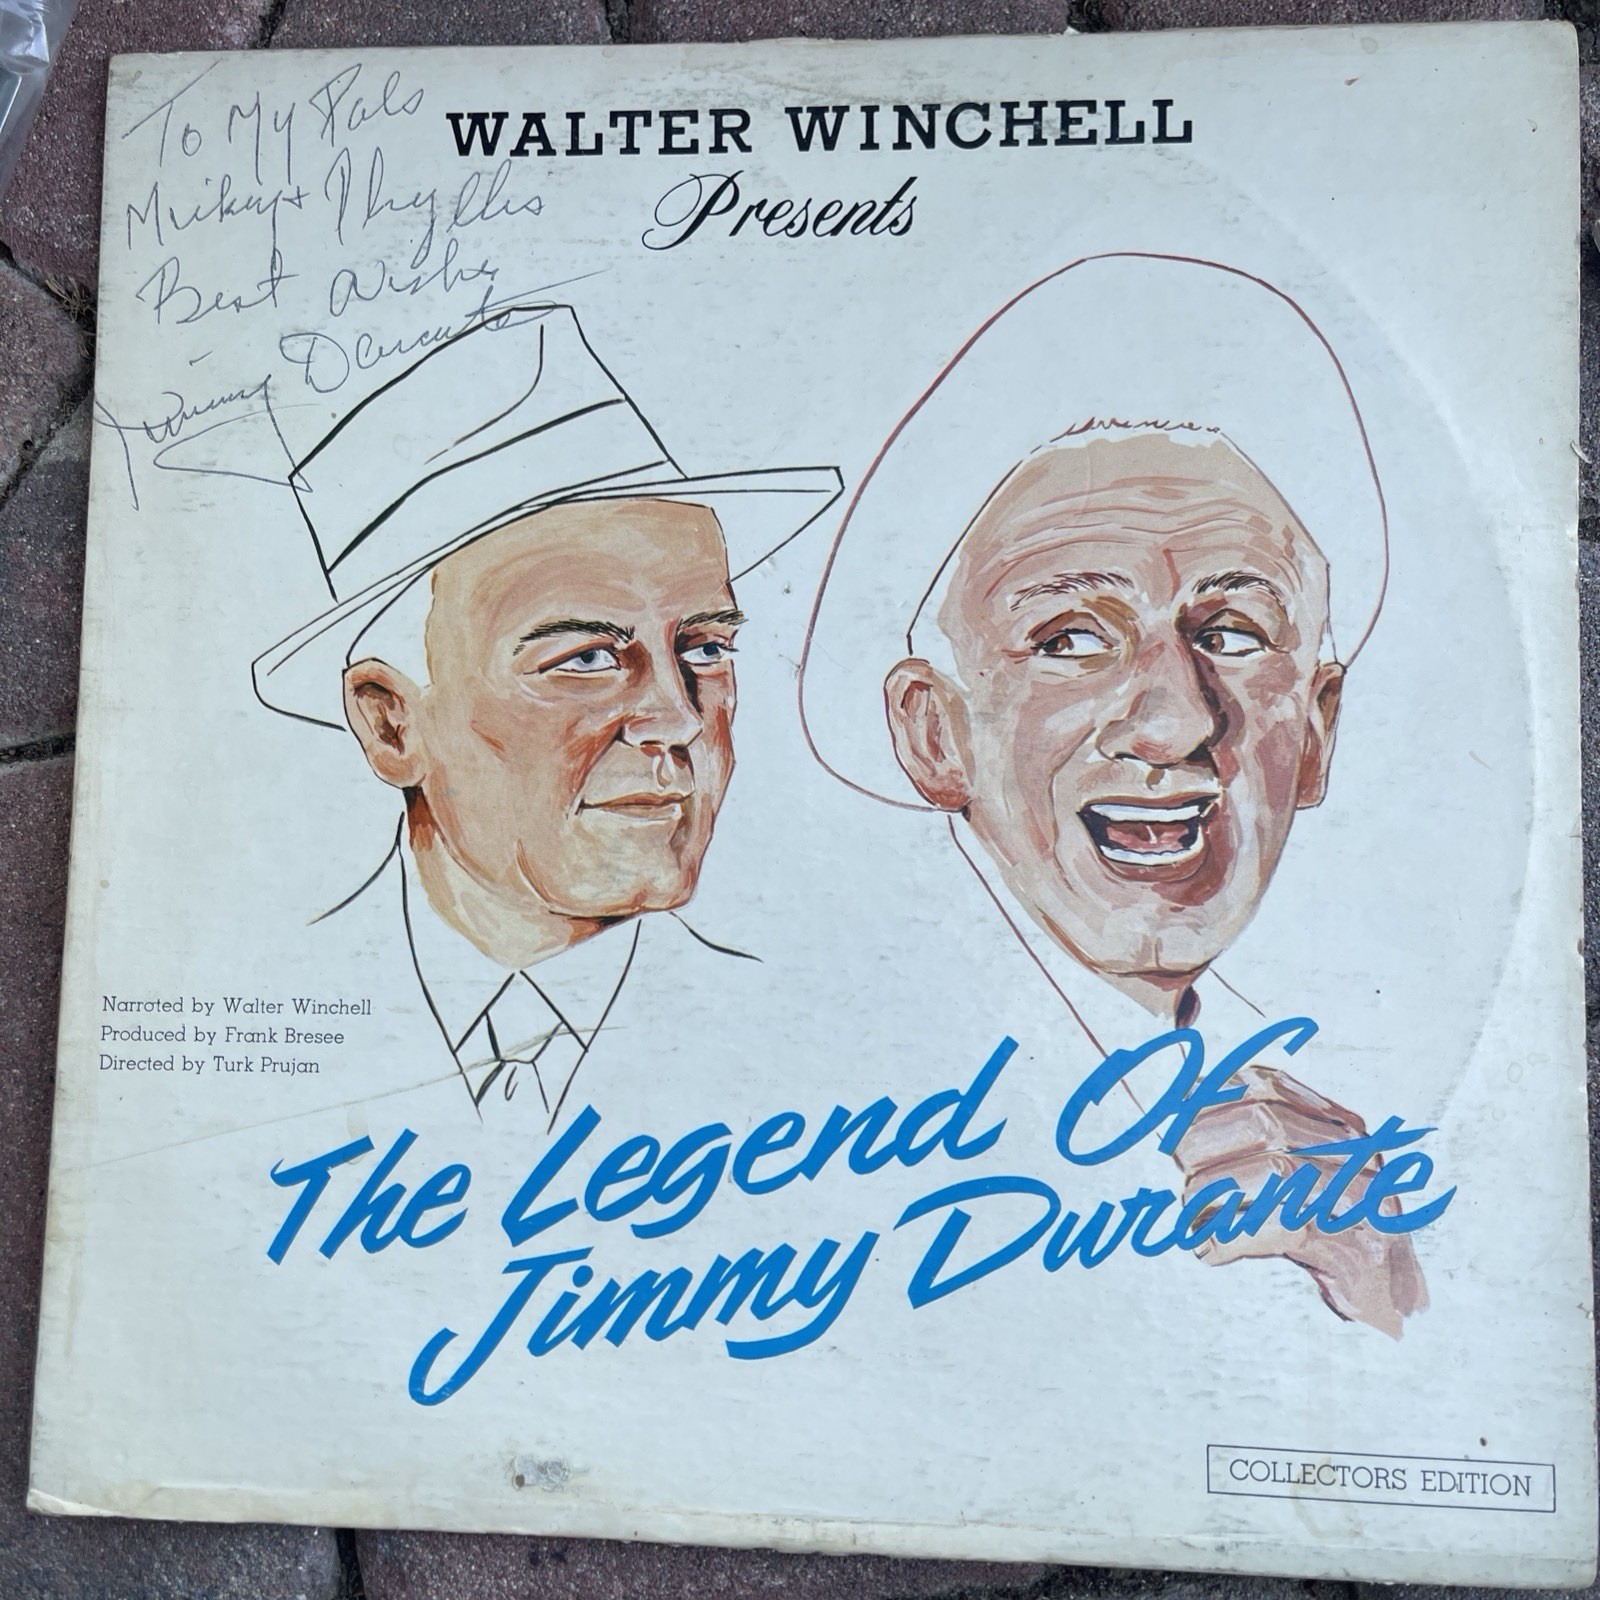 To My Pals
Mickey + Phyllis
Best Wishes
Jimmy Durante
WALTER WINCHELL
Presents
Narrated by Walter Winchell
Produced by Frank Bresee
Directed by Turk Prujan
The Legend Of
Jimmy Durante
COLLECTORS EDITION